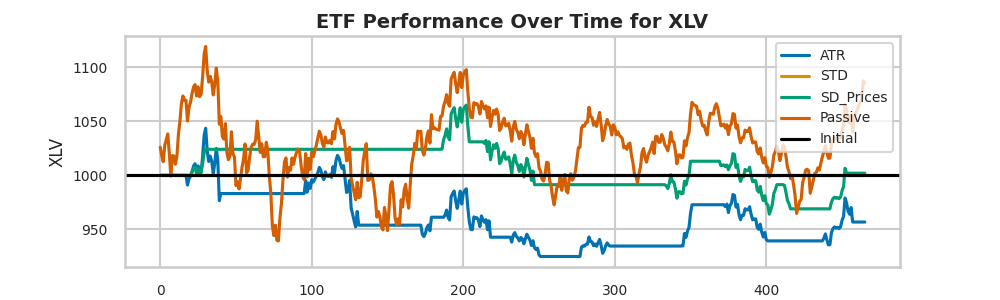 ETF Performance Over Time for XLV
XLV
1100
1050
1000
950
0
100
200
300
400
ATR
STD
SD_Prices
Passive
Initial